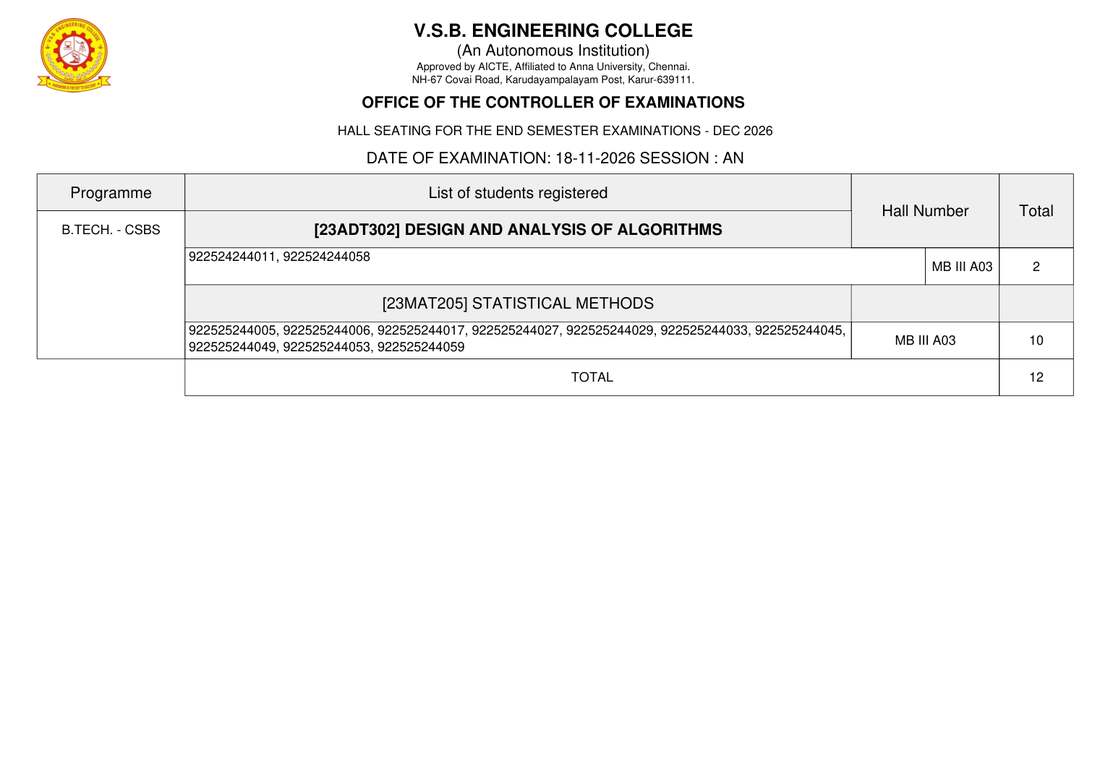 V.S.B. ENGINEERING COLLEGE
(An Autonomous Institution)
Approved by AICTE, Affiliated to Anna University, Chennai.
NH-67 Covai Road, Karudayampalayam Post, Karur-639111.
OFFICE OF THE CONTROLLER OF EXAMINATIONS
HALL SEATING FOR THE END SEMESTER EXAMINATIONS - DEC 2026
DATE OF EXAMINATION: 18-11-2026 SESSION : AN
Programme List of students registered Hall Number Total
B.TECH. - CSBS [23ADT302] DESIGN AND ANALYSIS OF ALGORITHMS
922524244011, 922524244058 MB III A03 2
[23MAT205] STATISTICAL METHODS
922525244005, 922525244006, 922525244017, 922525244027, 922525244029, 922525244033, 922525244045,
922525244049, 922525244053, 922525244059 MB III A03 10
TOTAL 12